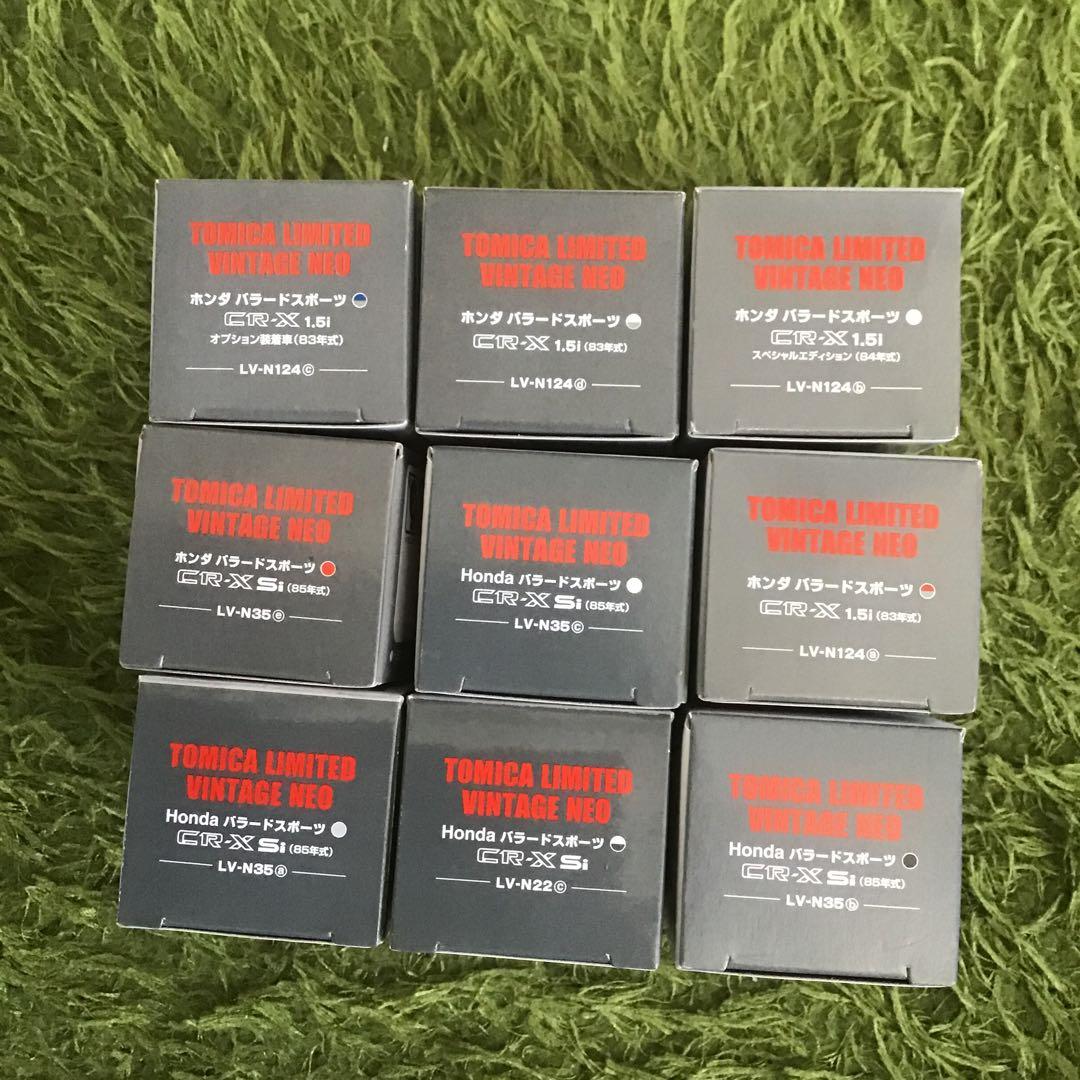 TOMICA LIMITED
VINTAGE NEO
ホンダ バラードスポーツ
CR-X 1.5i
オプション装着車(83年式)
LV-N124ⓒ
TOMICA LIMITED
VINTAGE NEO
ホンダ バラードスポーツ
CR-X 1.5i (83年式)
LV-N124ⓓ
TOMICA LIMITED
VINTAGE NEO
ホンダ バラードスポーツ
CR-X 1.5i
スペシャルエディション(84年式)
LV-N124ⓑ
TOMICA LIMITED
VINTAGE NEO
ホンダ バラードスポーツ
CR-X Si (85年式)
LV-N35ⓔ
TOMICA LIMITED
VINTAGE NEO
Honda バラードスポーツ
CR-X Si (85年式)
LV-N35ⓒ
TOMICA LIMITED
VINTAGE NEO
ホンダ バラードスポーツ
CR-X 1.5i (83年式)
LV-N124ⓐ
TOMICA LIMITED
VINTAGE NEO
Honda バラードスポーツ
CR-X Si (85年式)
LV-N35ⓐ
TOMICA LIMITED
VINTAGE NEO
Honda バラードスポーツ
CR-X Si
LV-N22ⓒ
TOMICA LIMITED
VINTAGE NEO
Honda バラードスポーツ
CR-X Si (85年式)
LV-N35ⓑ